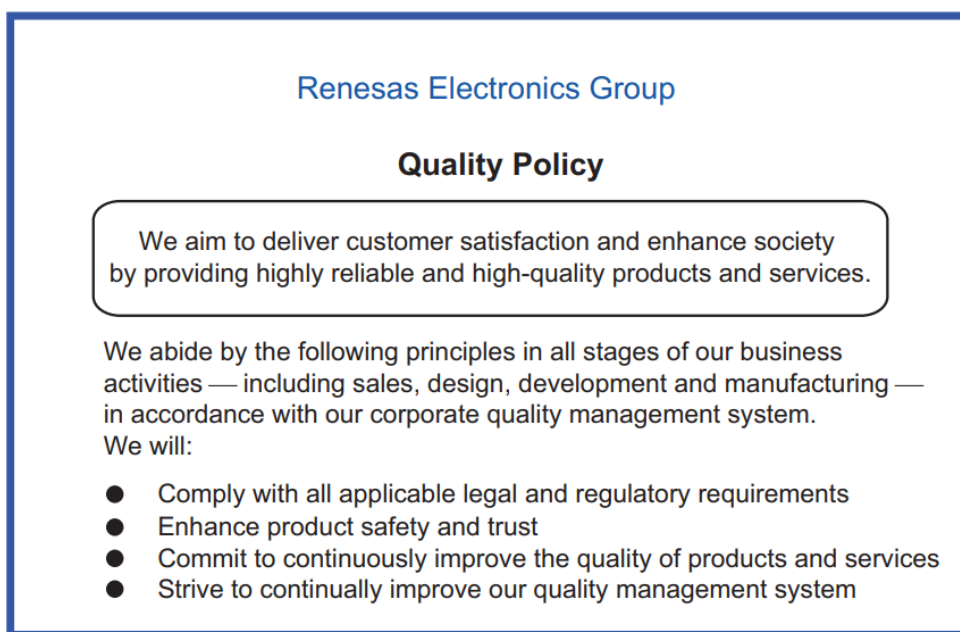 Renesas Electronics Group
Quality Policy
We aim to deliver customer satisfaction and enhance society
by providing highly reliable and high-quality products and services.
We abide by the following principles in all stages of our business
activities — including sales, design, development and manufacturing —
in accordance with our corporate quality management system.
We will:
● Comply with all applicable legal and regulatory requirements
● Enhance product safety and trust
● Commit to continuously improve the quality of products and services
● Strive to continually improve our quality management system